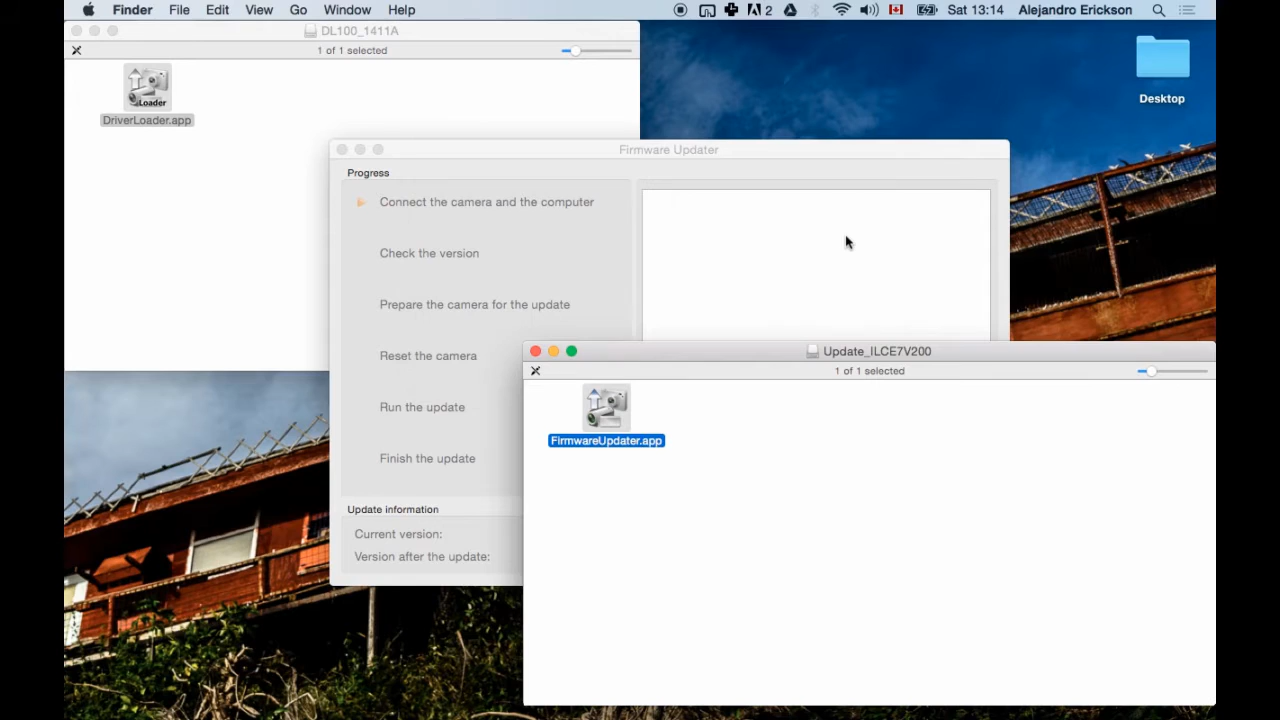 Finder File Edit View Go Window Help 2 Sat 13:14 Alejandro Erickson
DL100_1411A
1 of 1 selected
Loader
DriverLoader.app
Desktop
Firmware Updater
Progress
Connect the camera and the computer
Check the version
Prepare the camera for the update
Reset the camera
Run the update
Finish the update
Update information
Current version:
Version after the update:
Update_ILCE7V200
1 of 1 selected
FirmwareUpdater.app